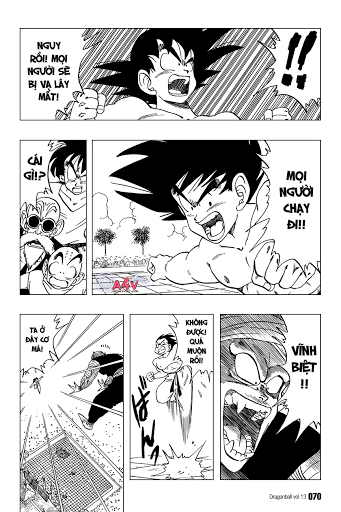 NGUY
RỒI! MỌI
NGƯỜI SẼ
BỊ VẠ LÂY
MẤT!
!!
CÁI
GÌ!?
MỌI
NGƯỜI
CHẠY
ĐI!!
A4V
TA Ở
ĐÂY CƠ
MÀ!
KHÔNG
ĐƯỢC!
QUÁ
MUỘN
RỒI!
VĨNH
BIỆT
!!
Dragonball vol 13 070